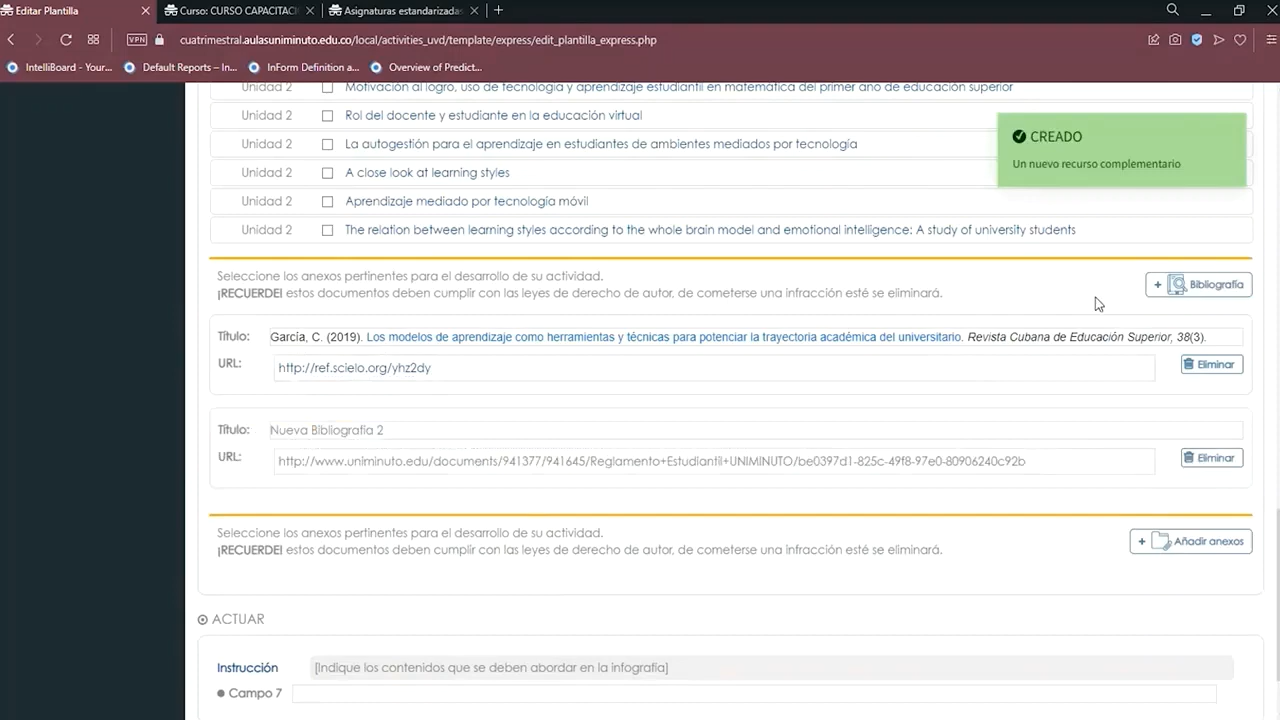 Editar Plantilla
Curso: CURSO CAPACITACI
Asignaturas estandarizadas
VPN
cuatrimestral.aulasuniminuto.edu.co/local/activities_uvd/template/express/edit_plantilla_express.php
IntelliBoard - Your...
Default Reports – In...
InForm Definition a...
Overview of Predict...
Unidad 2 Motivación al logro, uso de tecnología y aprendizaje estudiantil en matemática del primer año de educación superior
Unidad 2 Rol del docente y estudiante en la educación virtual
Unidad 2 La autogestión para el aprendizaje en estudiantes de ambientes mediados por tecnología
Unidad 2 A close look at learning styles
Unidad 2 Aprendizaje mediado por tecnología móvil
Unidad 2 The relation between learning styles according to the whole brain model and emotional intelligence: A study of university students
CREADO
Un nuevo recurso complementario
Seleccione los anexos pertinentes para el desarrollo de su actividad.
¡RECUERDE! estos documentos deben cumplir con las leyes de derecho de autor, de cometerse una infracción esté se eliminará.
+ Bibliografía
Título: García, C. (2019). Los modelos de aprendizaje como herramientas y técnicas para potenciar la trayectoria académica del universitario. Revista Cubana de Educación Superior, 38(3).
URL: http://ref.scielo.org/yhz2dy
Eliminar
Título: Nueva Bibliografia 2
URL: http://www.uniminuto.edu/documents/941377/941645/Reglamento+Estudiantil+UNIMINUTO/be0397d1-825c-49f8-97e0-80906240c92b
Eliminar
Seleccione los anexos pertinentes para el desarrollo de su actividad.
¡RECUERDE! estos documentos deben cumplir con las leyes de derecho de autor, de cometerse una infracción esté se eliminará.
+ Añadir anexos
ACTUAR
Instrucción [Indique los contenidos que se deben abordar en la infografía]
Campo 7